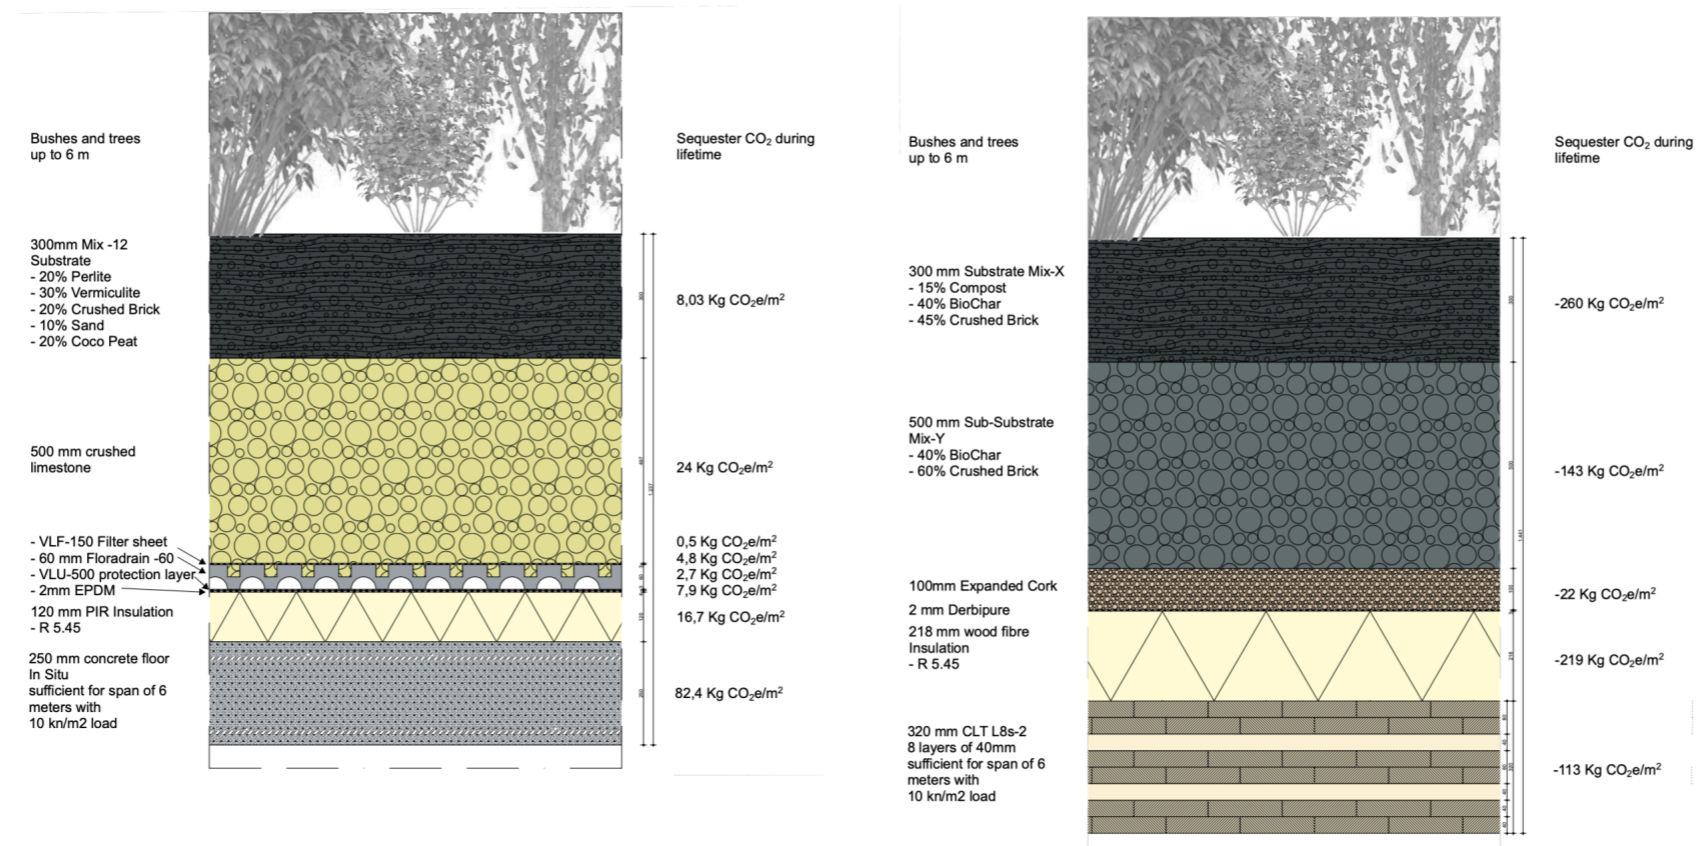 Bushes and trees
up to 6 m
Sequester CO₂ during
lifetime
300mm Mix -12
Substrate
- 20% Perlite
- 30% Vermiculite
- 20% Crushed Brick
- 10% Sand
- 20% Coco Peat
8,03 Kg CO₂e/m²
500 mm crushed
limestone
24 Kg CO₂e/m²
- VLF-150 Filter sheet
- 60 mm Floradrain -60
- VLU-500 protection layer
- 2mm EPDM
0,5 Kg CO₂e/m²
4,8 Kg CO₂e/m²
2,7 Kg CO₂e/m²
7,9 Kg CO₂e/m²
120 mm PIR Insulation
- R 5.45
16,7 Kg CO₂e/m²
250 mm concrete floor
In Situ
sufficient for span of 6
meters with
10 kn/m2 load
82,4 Kg CO₂e/m²
Bushes and trees
up to 6 m
Sequester CO₂ during
lifetime
300 mm Substrate Mix-X
- 15% Compost
- 40% BioChar
- 45% Crushed Brick
-260 Kg CO₂e/m²
500 mm Sub-Substrate
Mix-Y
- 40% BioChar
- 60% Crushed Brick
-143 Kg CO₂e/m²
100mm Expanded Cork
-22 Kg CO₂e/m²
2 mm Derbipure
218 mm wood fibre
Insulation
- R 5.45
-219 Kg CO₂e/m²
320 mm CLT L8s-2
8 layers of 40mm
sufficient for span of 6
meters with
10 kn/m2 load
-113 Kg CO₂e/m²